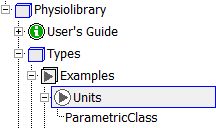 Physiolibrary
User's Guide
Types
Examples
Units
ParametricClass